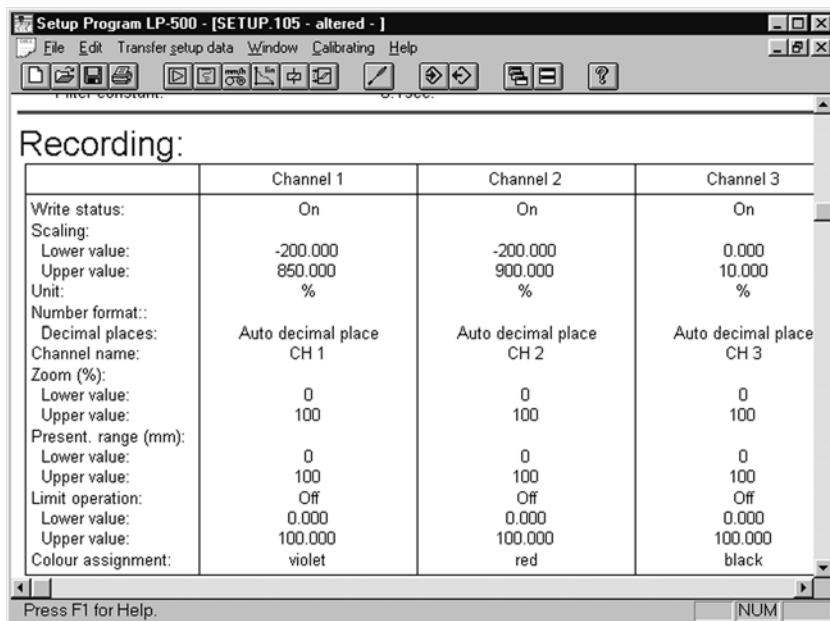 Setup Program LP-500 - [SETUP.105 - altered - ]
File Edit Transfer setup data Window Calibrating Help
mm/h lin
Filter constant: 0.1sec.
Recording:
Channel 1 Channel 2 Channel 3
Write status: On On On
Scaling:
Lower value: -200.000 -200.000 0.000
Upper value: 850.000 900.000 10.000
Unit: % % %
Number format::
Decimal places: Auto decimal place Auto decimal place Auto decimal place
Channel name: CH 1 CH 2 CH 3
Zoom (%):
Lower value: 0 0 0
Upper value: 100 100 100
Present. range (mm):
Lower value: 0 0 0
Upper value: 100 100 100
Limit operation: Off Off Off
Lower value: 0.000 0.000 0.000
Upper value: 100.000 100.000 100.000
Colour assignment: violet red black
Press F1 for Help. NUM